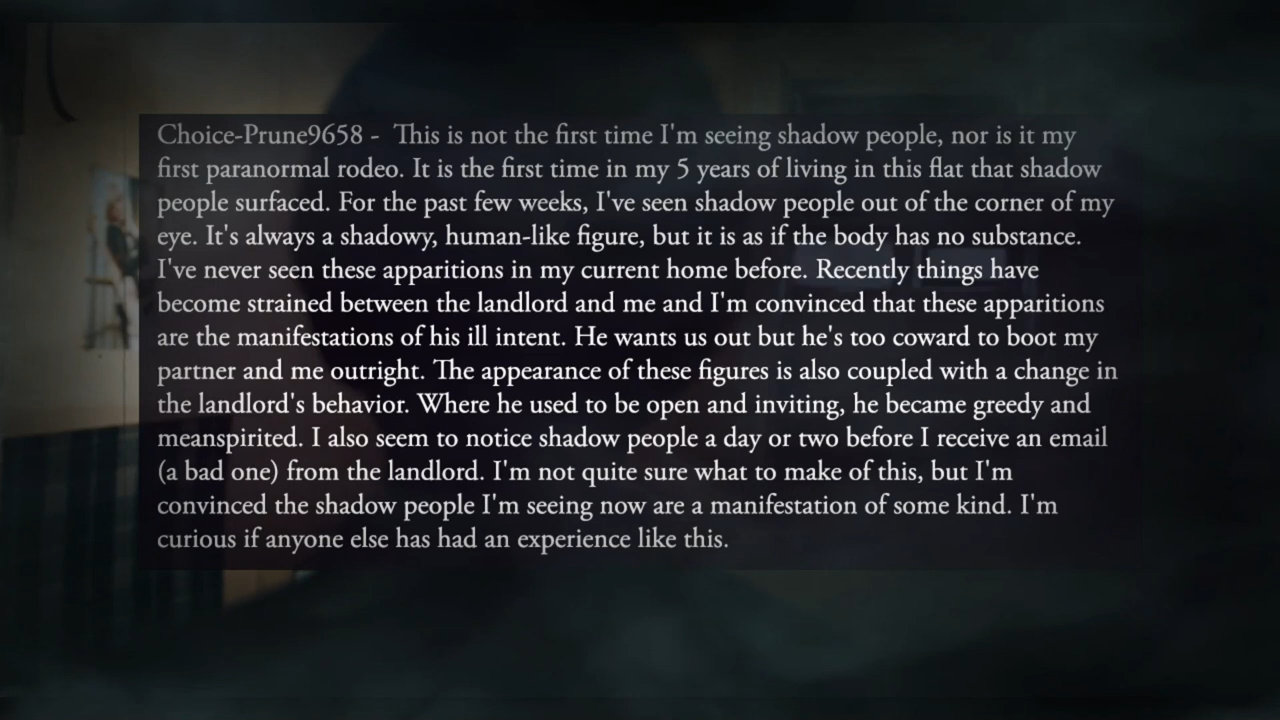 Choice-Prune9658 - This is not the first time I'm seeing shadow people, nor is it my
first paranormal rodeo. It is the first time in my 5 years of living in this flat that shadow
people surfaced. For the past few weeks, I've seen shadow people out of the corner of my
eye. It's always a shadowy, human-like figure, but it is as if the body has no substance.
I've never seen these apparitions in my current home before. Recently things have
become strained between the landlord and me and I'm convinced that these apparitions
are the manifestations of his ill intent. He wants us out but he's too coward to boot my
partner and me outright. The appearance of these figures is also coupled with a change in
the landlord's behavior. Where he used to be open and inviting, he became greedy and
meanspirited. I also seem to notice shadow people a day or two before I receive an email
(a bad one) from the landlord. I'm not quite sure what to make of this, but I'm
convinced the shadow people I'm seeing now are a manifestation of some kind. I'm
curious if anyone else has had an experience like this.